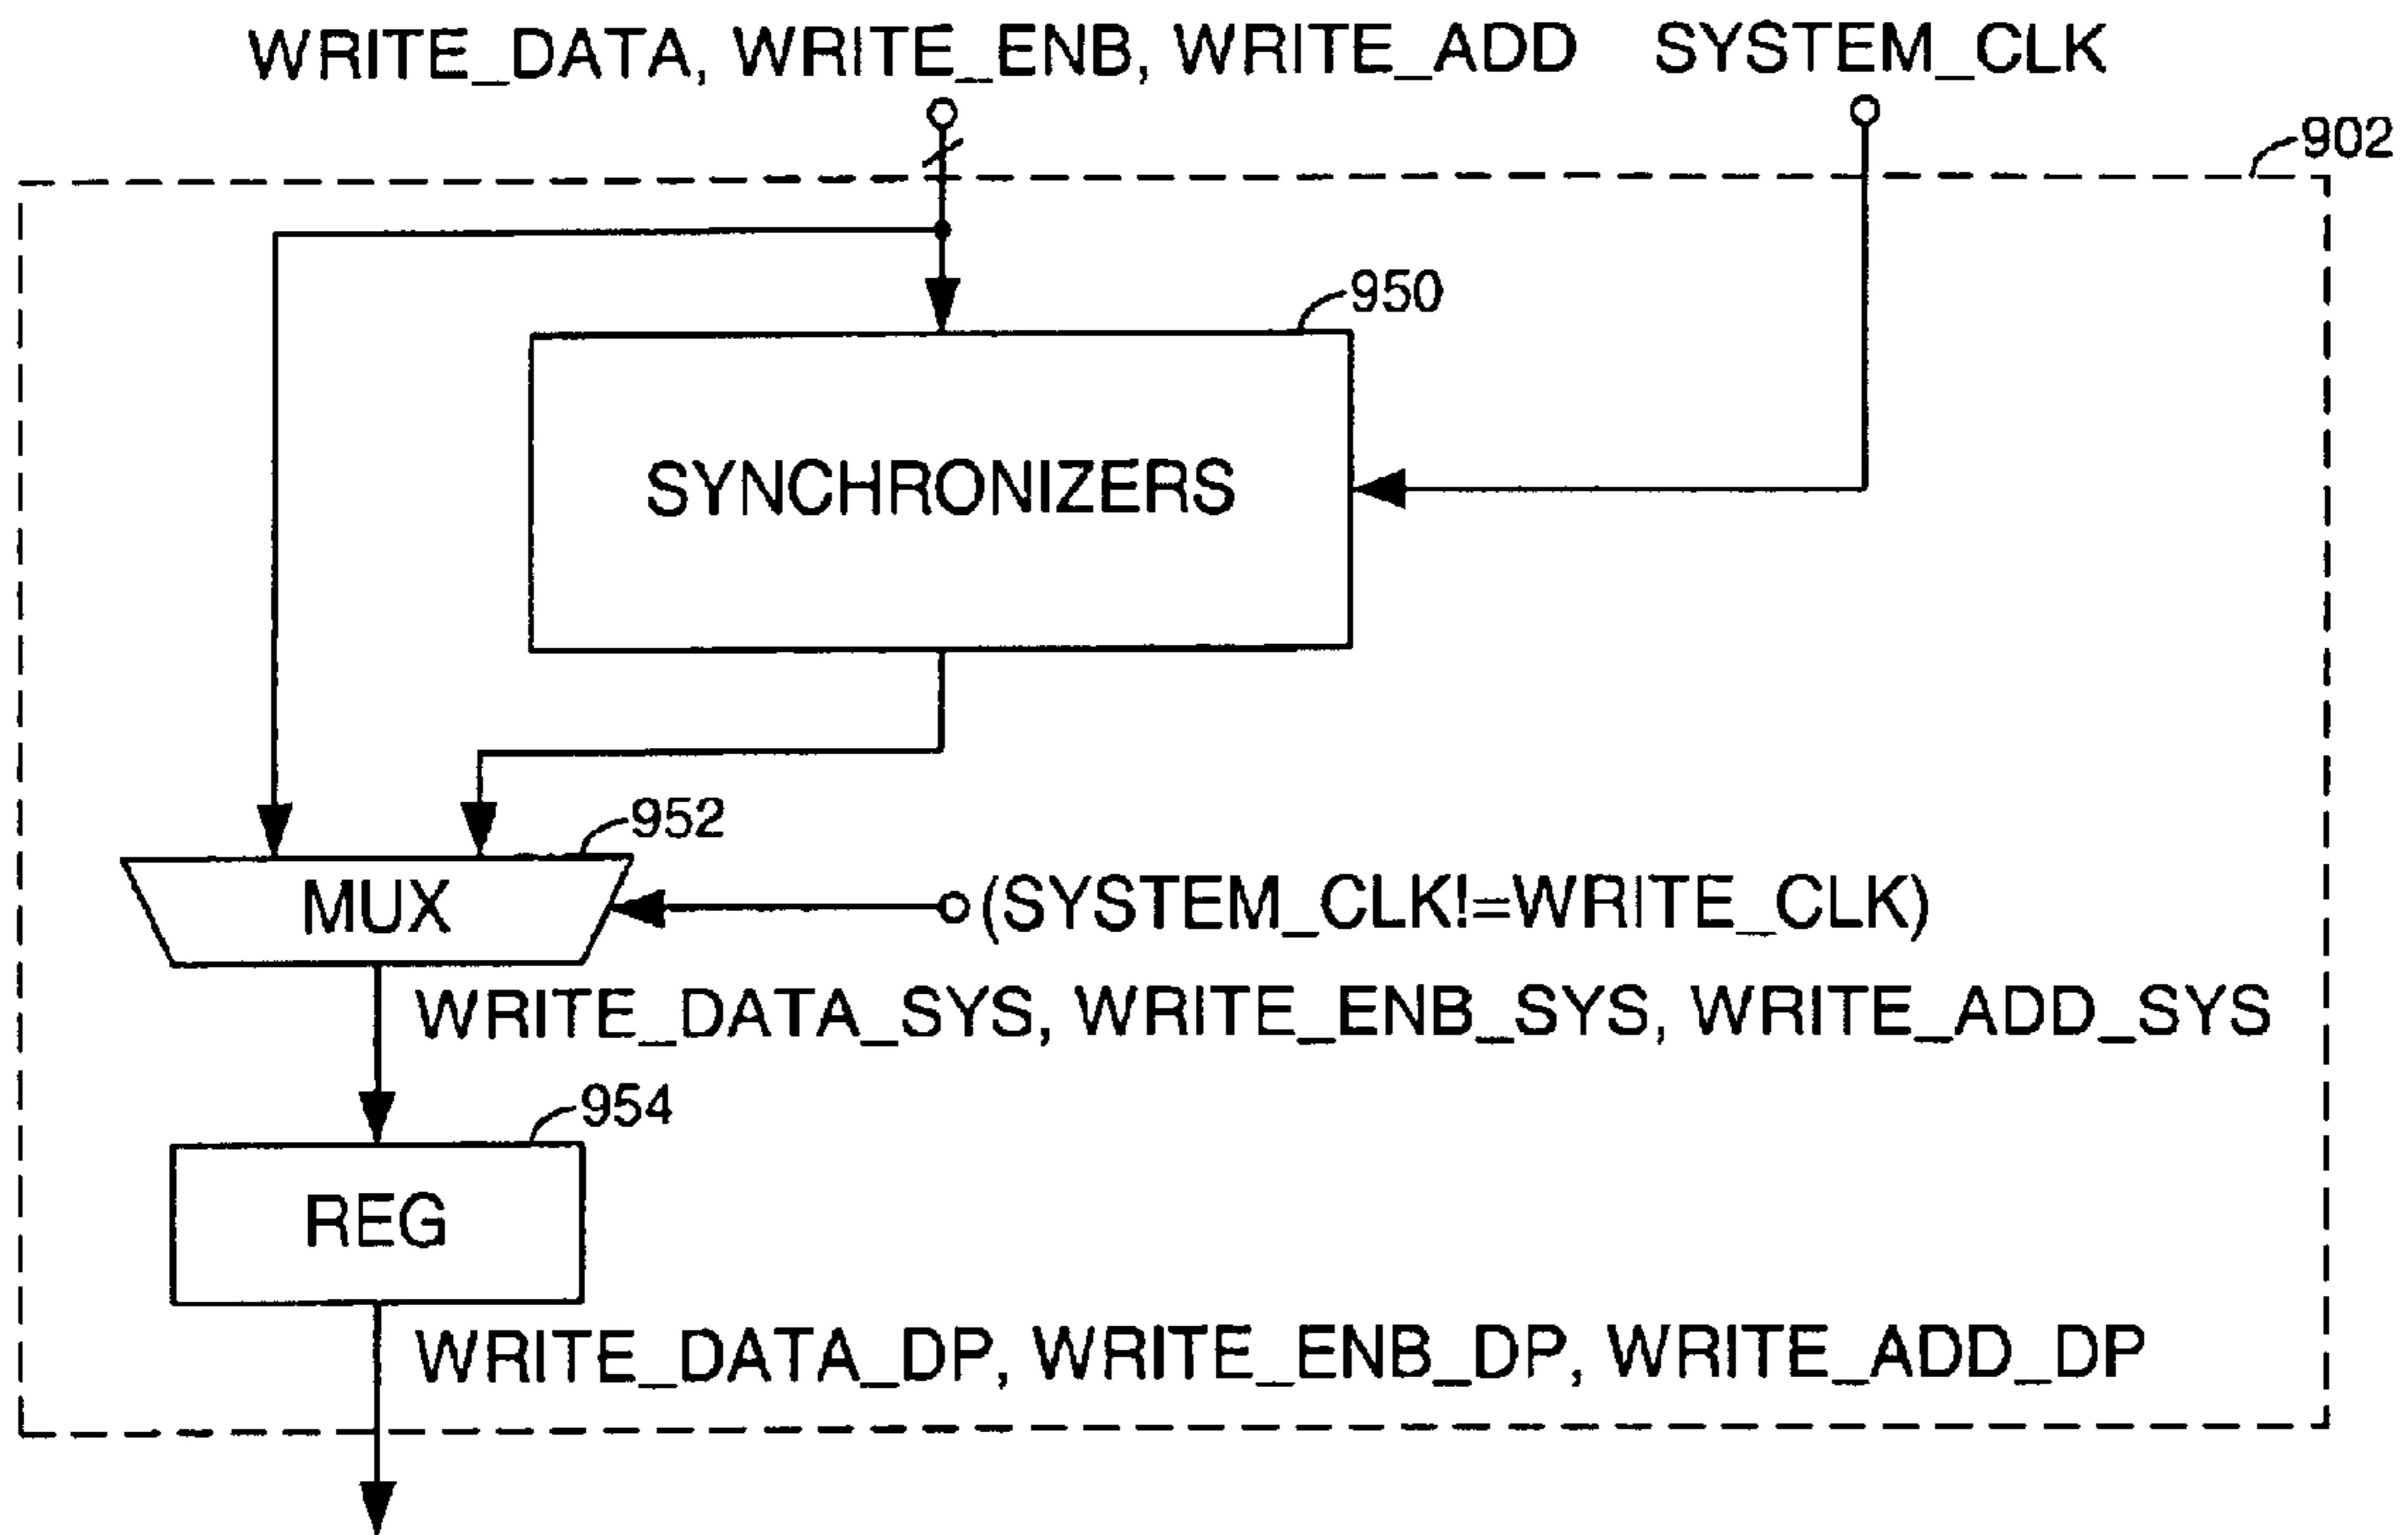 WRITE_DATA, WRITE_ENB, WRITE_ADD SYSTEM_CLK
902
950
SYNCHRONIZERS
952
MUX
(SYSTEM_CLK!=WRITE_CLK)
WRITE_DATA_SYS, WRITE_ENB_SYS, WRITE_ADD_SYS
954
REG
WRITE_DATA_DP, WRITE_ENB_DP, WRITE_ADD_DP